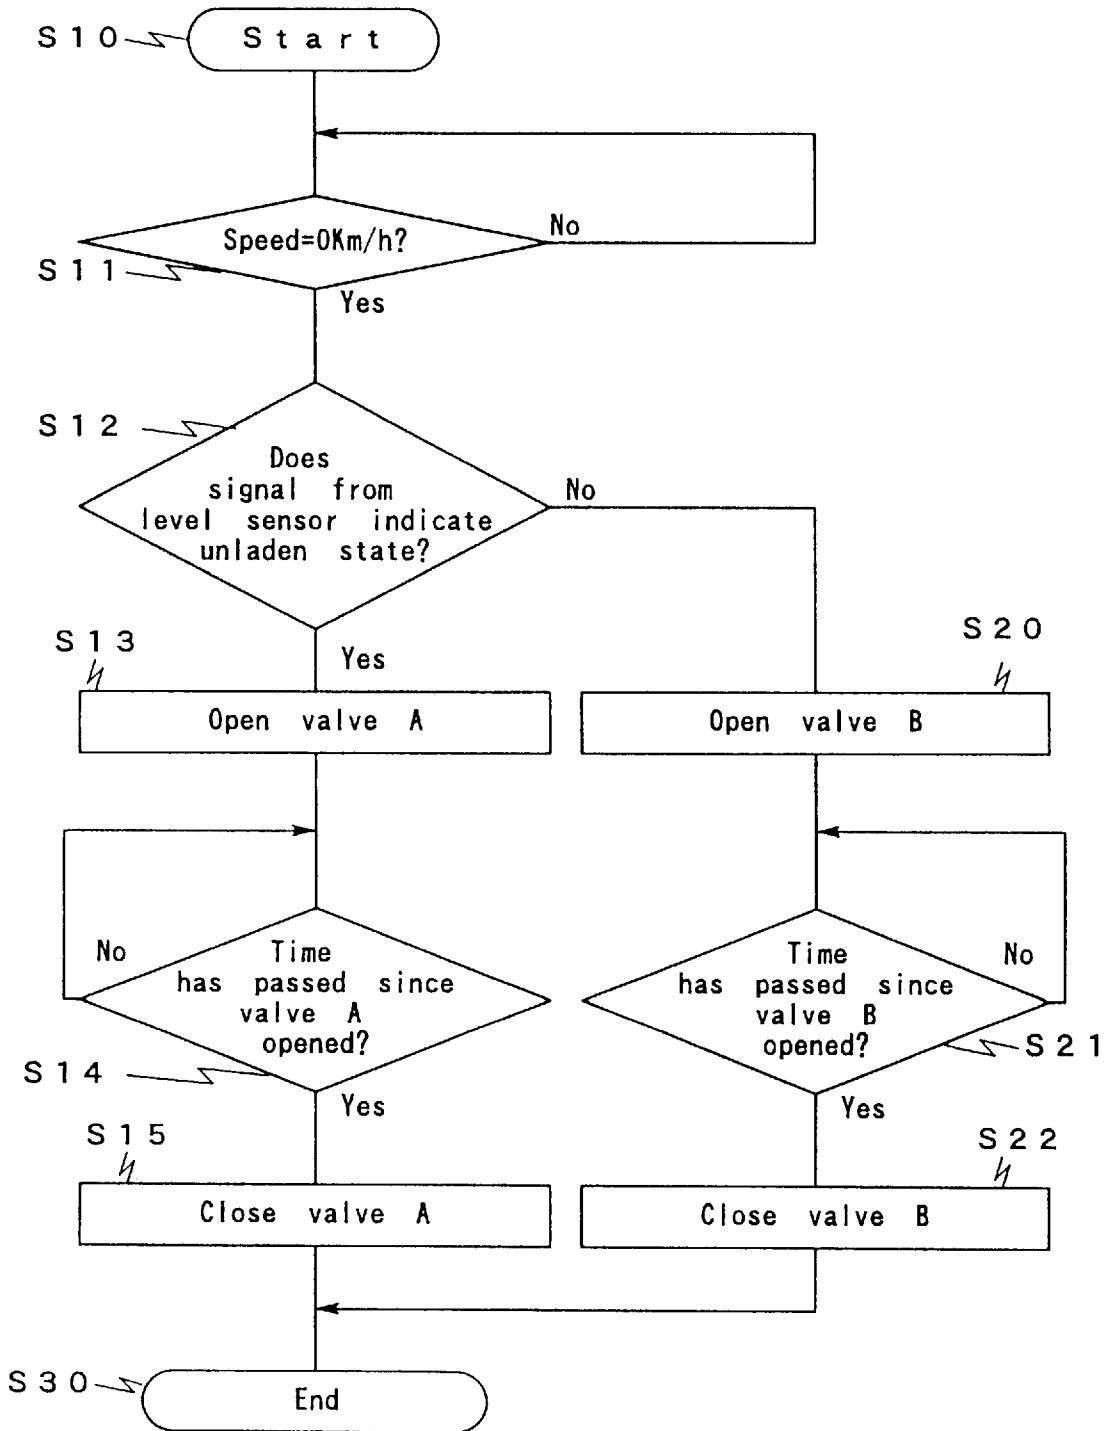 S10
Start
Speed=0Km/h?
No
S11
Yes
S12
Does
signal from
level sensor indicate
unladen state?
No
S13
Yes
S20
Open valve A
Open valve B
No
Time
has passed since
valve A
opened?
Time
has passed since
valve B
opened?
No
S14
S21
Yes
Yes
S15
S22
Close valve A
Close valve B
S30
End